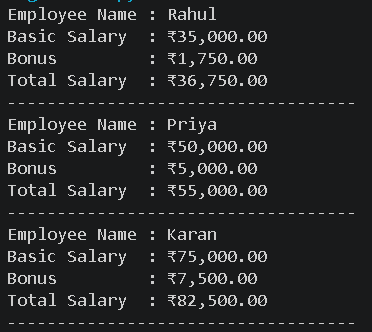 Employee Name : Rahul
Basic Salary  : ₹35,000.00
Bonus         : ₹1,750.00
Total Salary  : ₹36,750.00
-----------------------------------
Employee Name : Priya
Basic Salary  : ₹50,000.00
Bonus         : ₹5,000.00
Total Salary  : ₹55,000.00
-----------------------------------
Employee Name : Karan
Basic Salary  : ₹75,000.00
Bonus         : ₹7,500.00
Total Salary  : ₹82,500.00
-----------------------------------